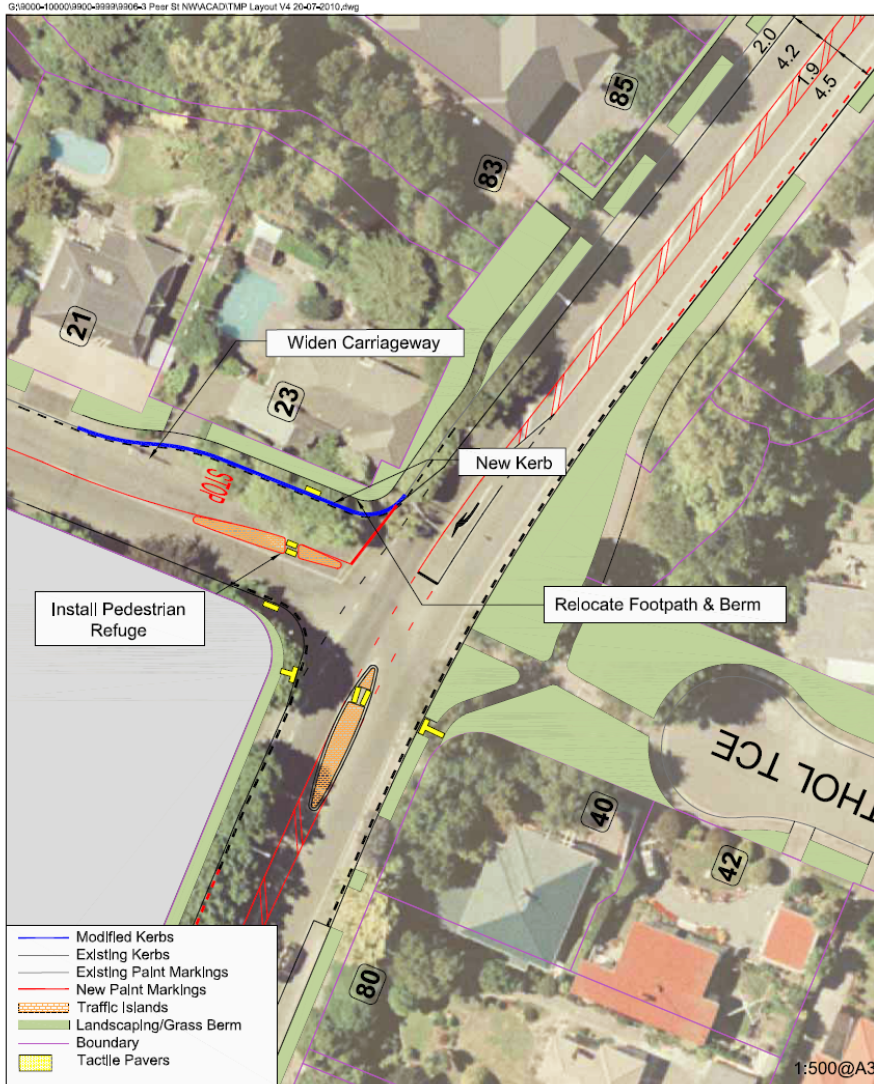 G:\9000-10000\9900-9999\9906-3 Peer St NW\ACAD\TMP Layout V4 20-07-2010.dwg
2.0
4.2
1.9
4.5
85
83
21
Widen Carriageway
23
STOP
New Kerb
Install Pedestrian
Refuge
Relocate Footpath & Berm
THOL TCE
40
42
80
Modified Kerbs
Existing Kerbs
Existing Paint Markings
New Paint Markings
Traffic Islands
Landscaping/Grass Berm
Boundary
Tactile Pavers
1:500@A3